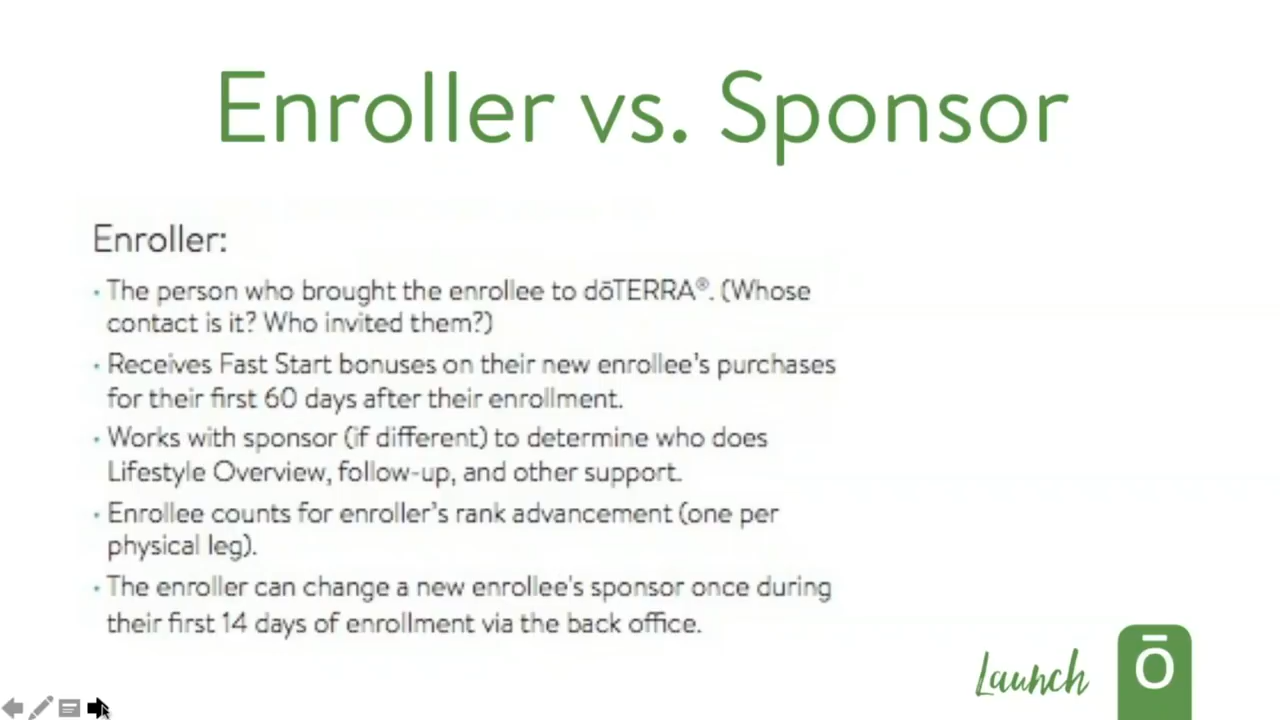 Enroller vs. Sponsor
Enroller:
· The person who brought the enrollee to dōTERRA®. (Whose
contact is it? Who invited them?)
· Receives Fast Start bonuses on their new enrollee's purchases
for their first 60 days after their enrollment.
· Works with sponsor (if different) to determine who does
Lifestyle Overview, follow-up, and other support.
· Enrollee counts for enroller's rank advancement (one per
physical leg).
· The enroller can change a new enrollee's sponsor once during
their first 14 days of enrollment via the back office.
Launch
ō